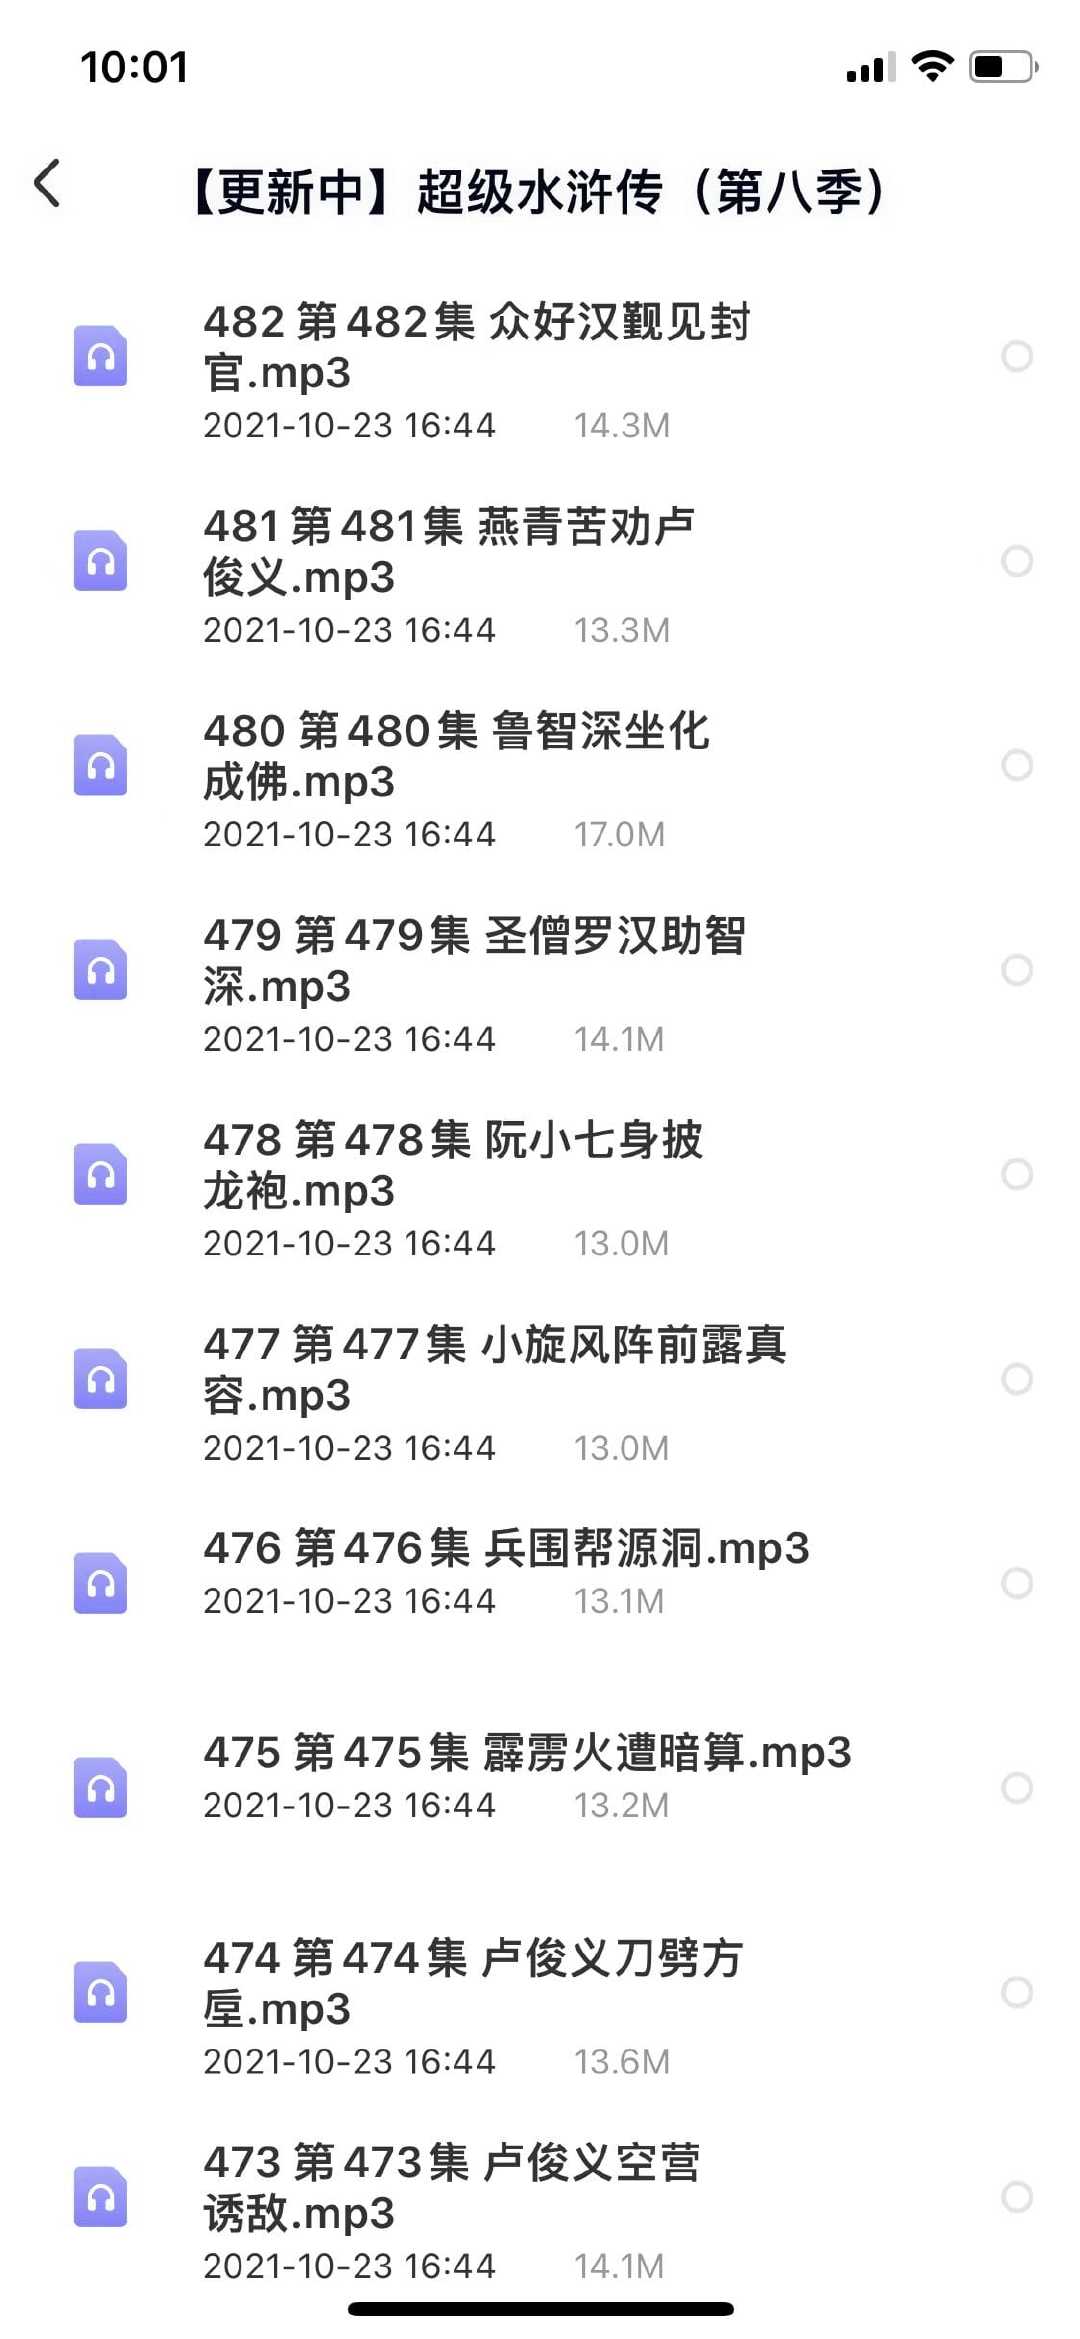 10:01
【更新中】超级水浒传（第八季）
482 第482集 众好汉觐见封
官.mp3
2021-10-23 16:44 14.3M
481 第481集 燕青苦劝卢
俊义.mp3
2021-10-23 16:44 13.3M
480 第480集 鲁智深坐化
成佛.mp3
2021-10-23 16:44 17.0M
479 第479集 圣僧罗汉助智
深.mp3
2021-10-23 16:44 14.1M
478 第478集 阮小七身披
龙袍.mp3
2021-10-23 16:44 13.0M
477 第477集 小旋风阵前露真
容.mp3
2021-10-23 16:44 13.0M
476 第476集 兵围帮源洞.mp3
2021-10-23 16:44 13.1M
475 第475集 霹雳火遭暗算.mp3
2021-10-23 16:44 13.2M
474 第474集 卢俊义刀劈方
垕.mp3
2021-10-23 16:44 13.6M
473 第473集 卢俊义空营
诱敌.mp3
2021-10-23 16:44 14.1M